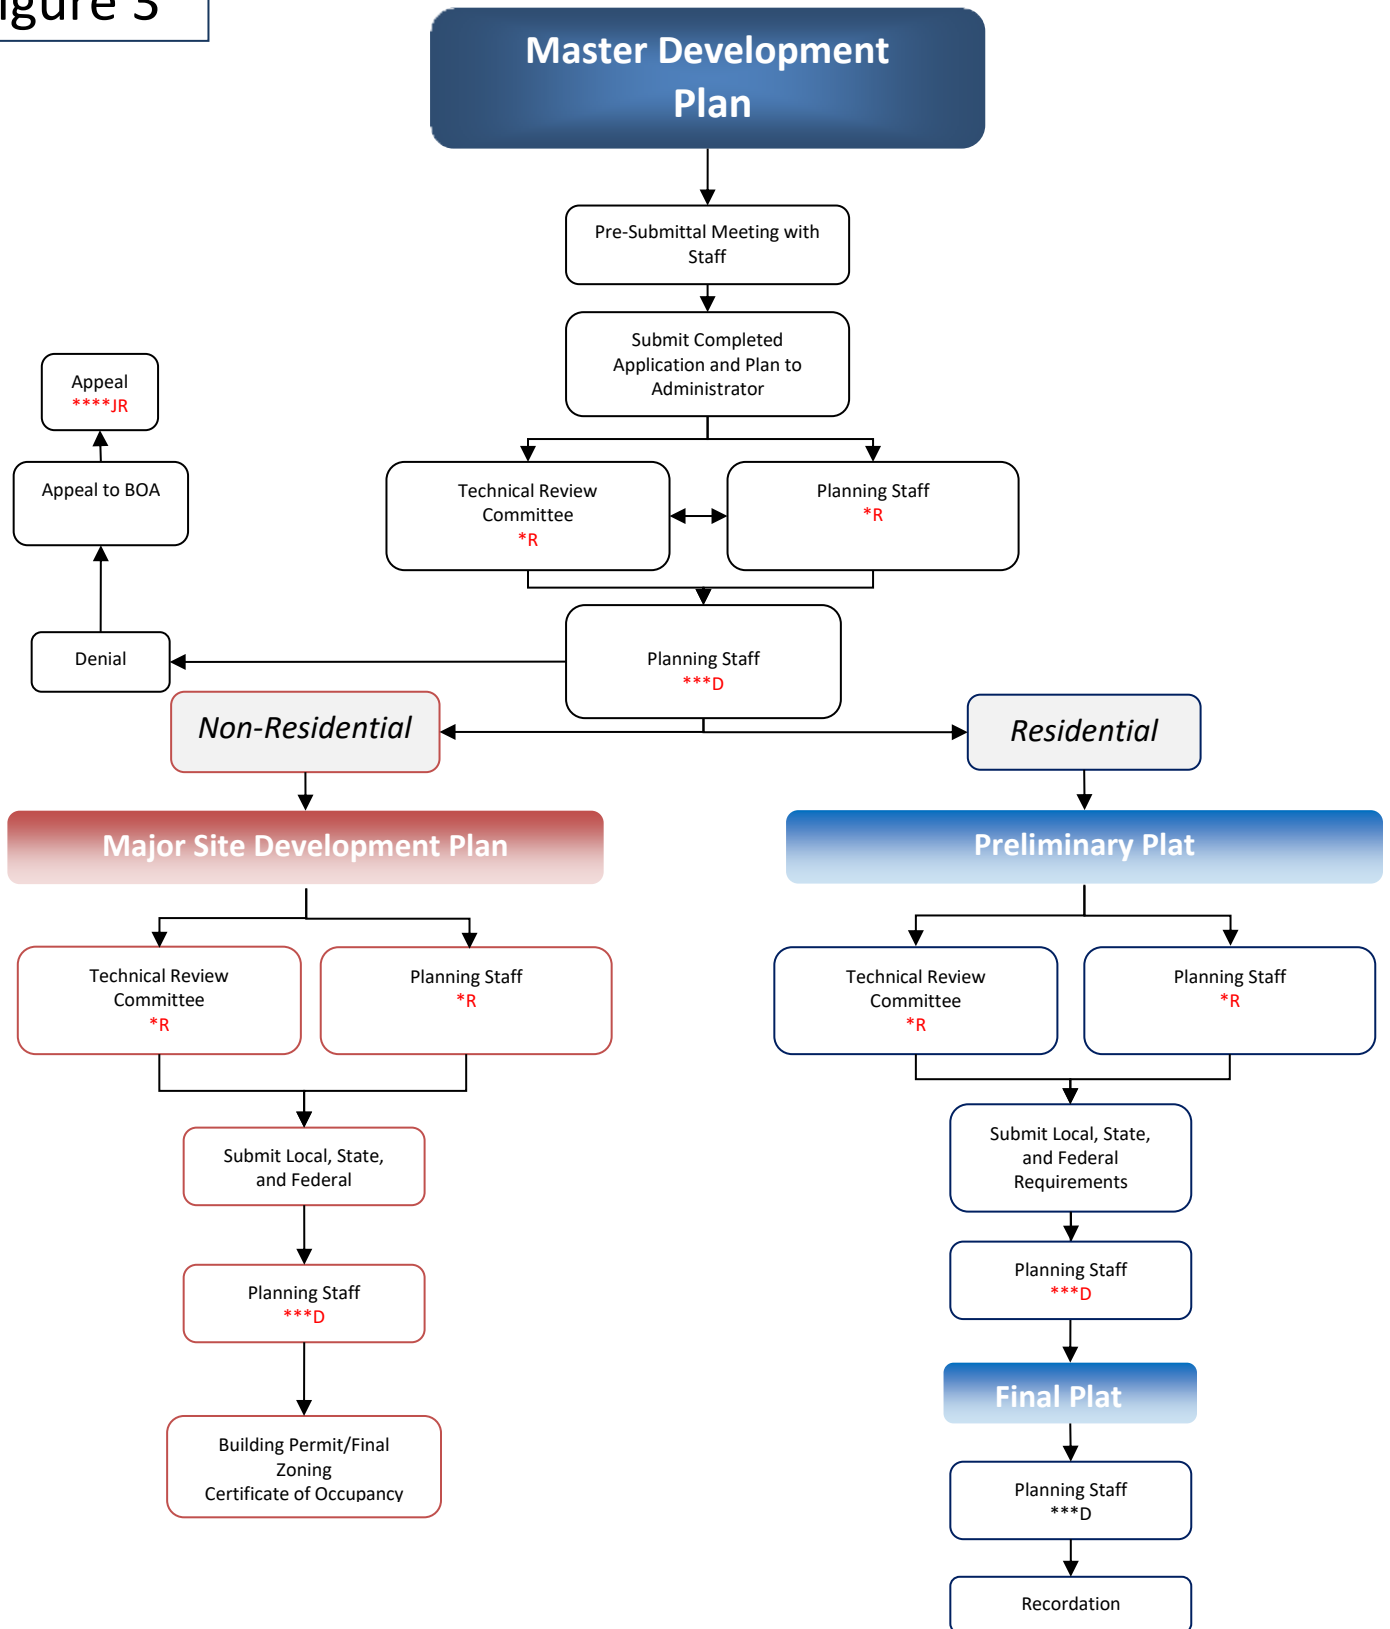 igure 3
Master Development
Plan
Pre-Submittal Meeting with
Staff
Submit Completed
Application and Plan to
Administrator
Appeal
****JR
Appeal to BOA
Technical Review
Committee
*R
Planning Staff
*R
Denial
Planning Staff
***D
Non-Residential
Residential
Major Site Development Plan
Preliminary Plat
Technical Review
Committee
*R
Planning Staff
*R
Technical Review
Committee
*R
Planning Staff
*R
Submit Local, State,
and Federal
Submit Local, State,
and Federal
Requirements
Planning Staff
***D
Planning Staff
***D
Final Plat
Building Permit/Final
Zoning
Certificate of Occupancy
Planning Staff
***D
Recordation